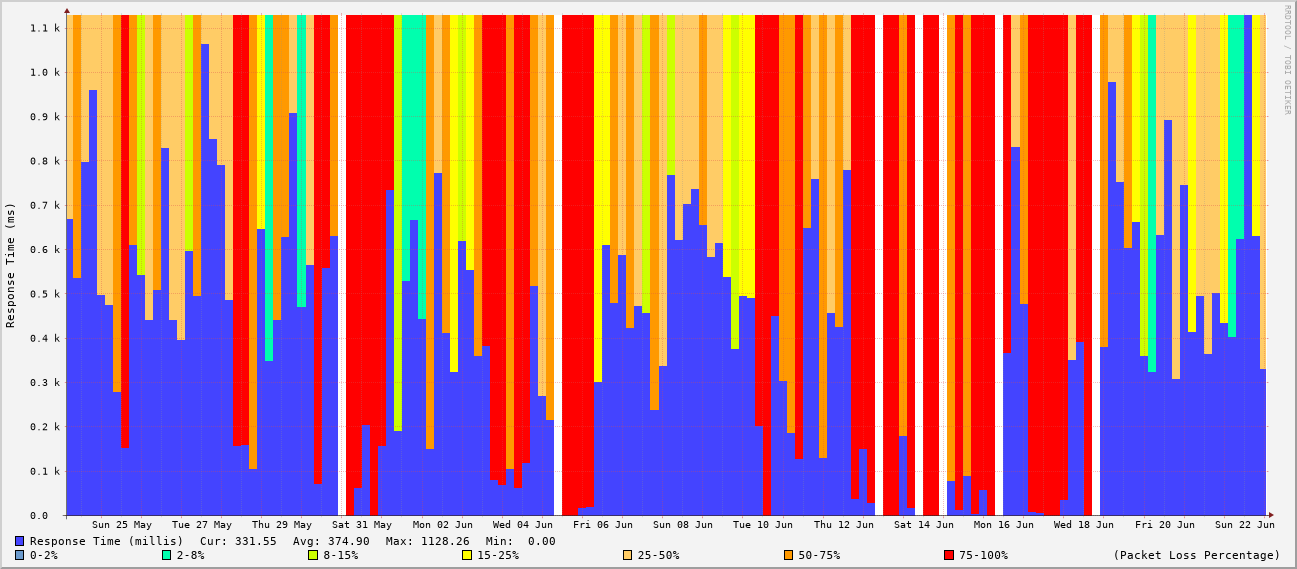 RRDTOOL / TOBI OETIKER
Response Time (ms)
1.1 k
1.0 k
0.9 k
0.8 k
0.7 k
0.6 k
0.5 k
0.4 k
0.3 k
0.2 k
0.1 k
0.0
Sun 25 May Tue 27 May Thu 29 May Sat 31 May Mon 02 Jun Wed 04 Jun Fri 06 Jun Sun 08 Jun Tue 10 Jun Thu 12 Jun Sat 14 Jun Mon 16 Jun Wed 18 Jun Fri 20 Jun Sun 22 Jun
Response Time (millis) Cur: 331.55 Avg: 374.90 Max: 1128.26 Min: 0.00
0-2% 2-8% 8-15% 15-25% 25-50% 50-75% 75-100% (Packet Loss Percentage)